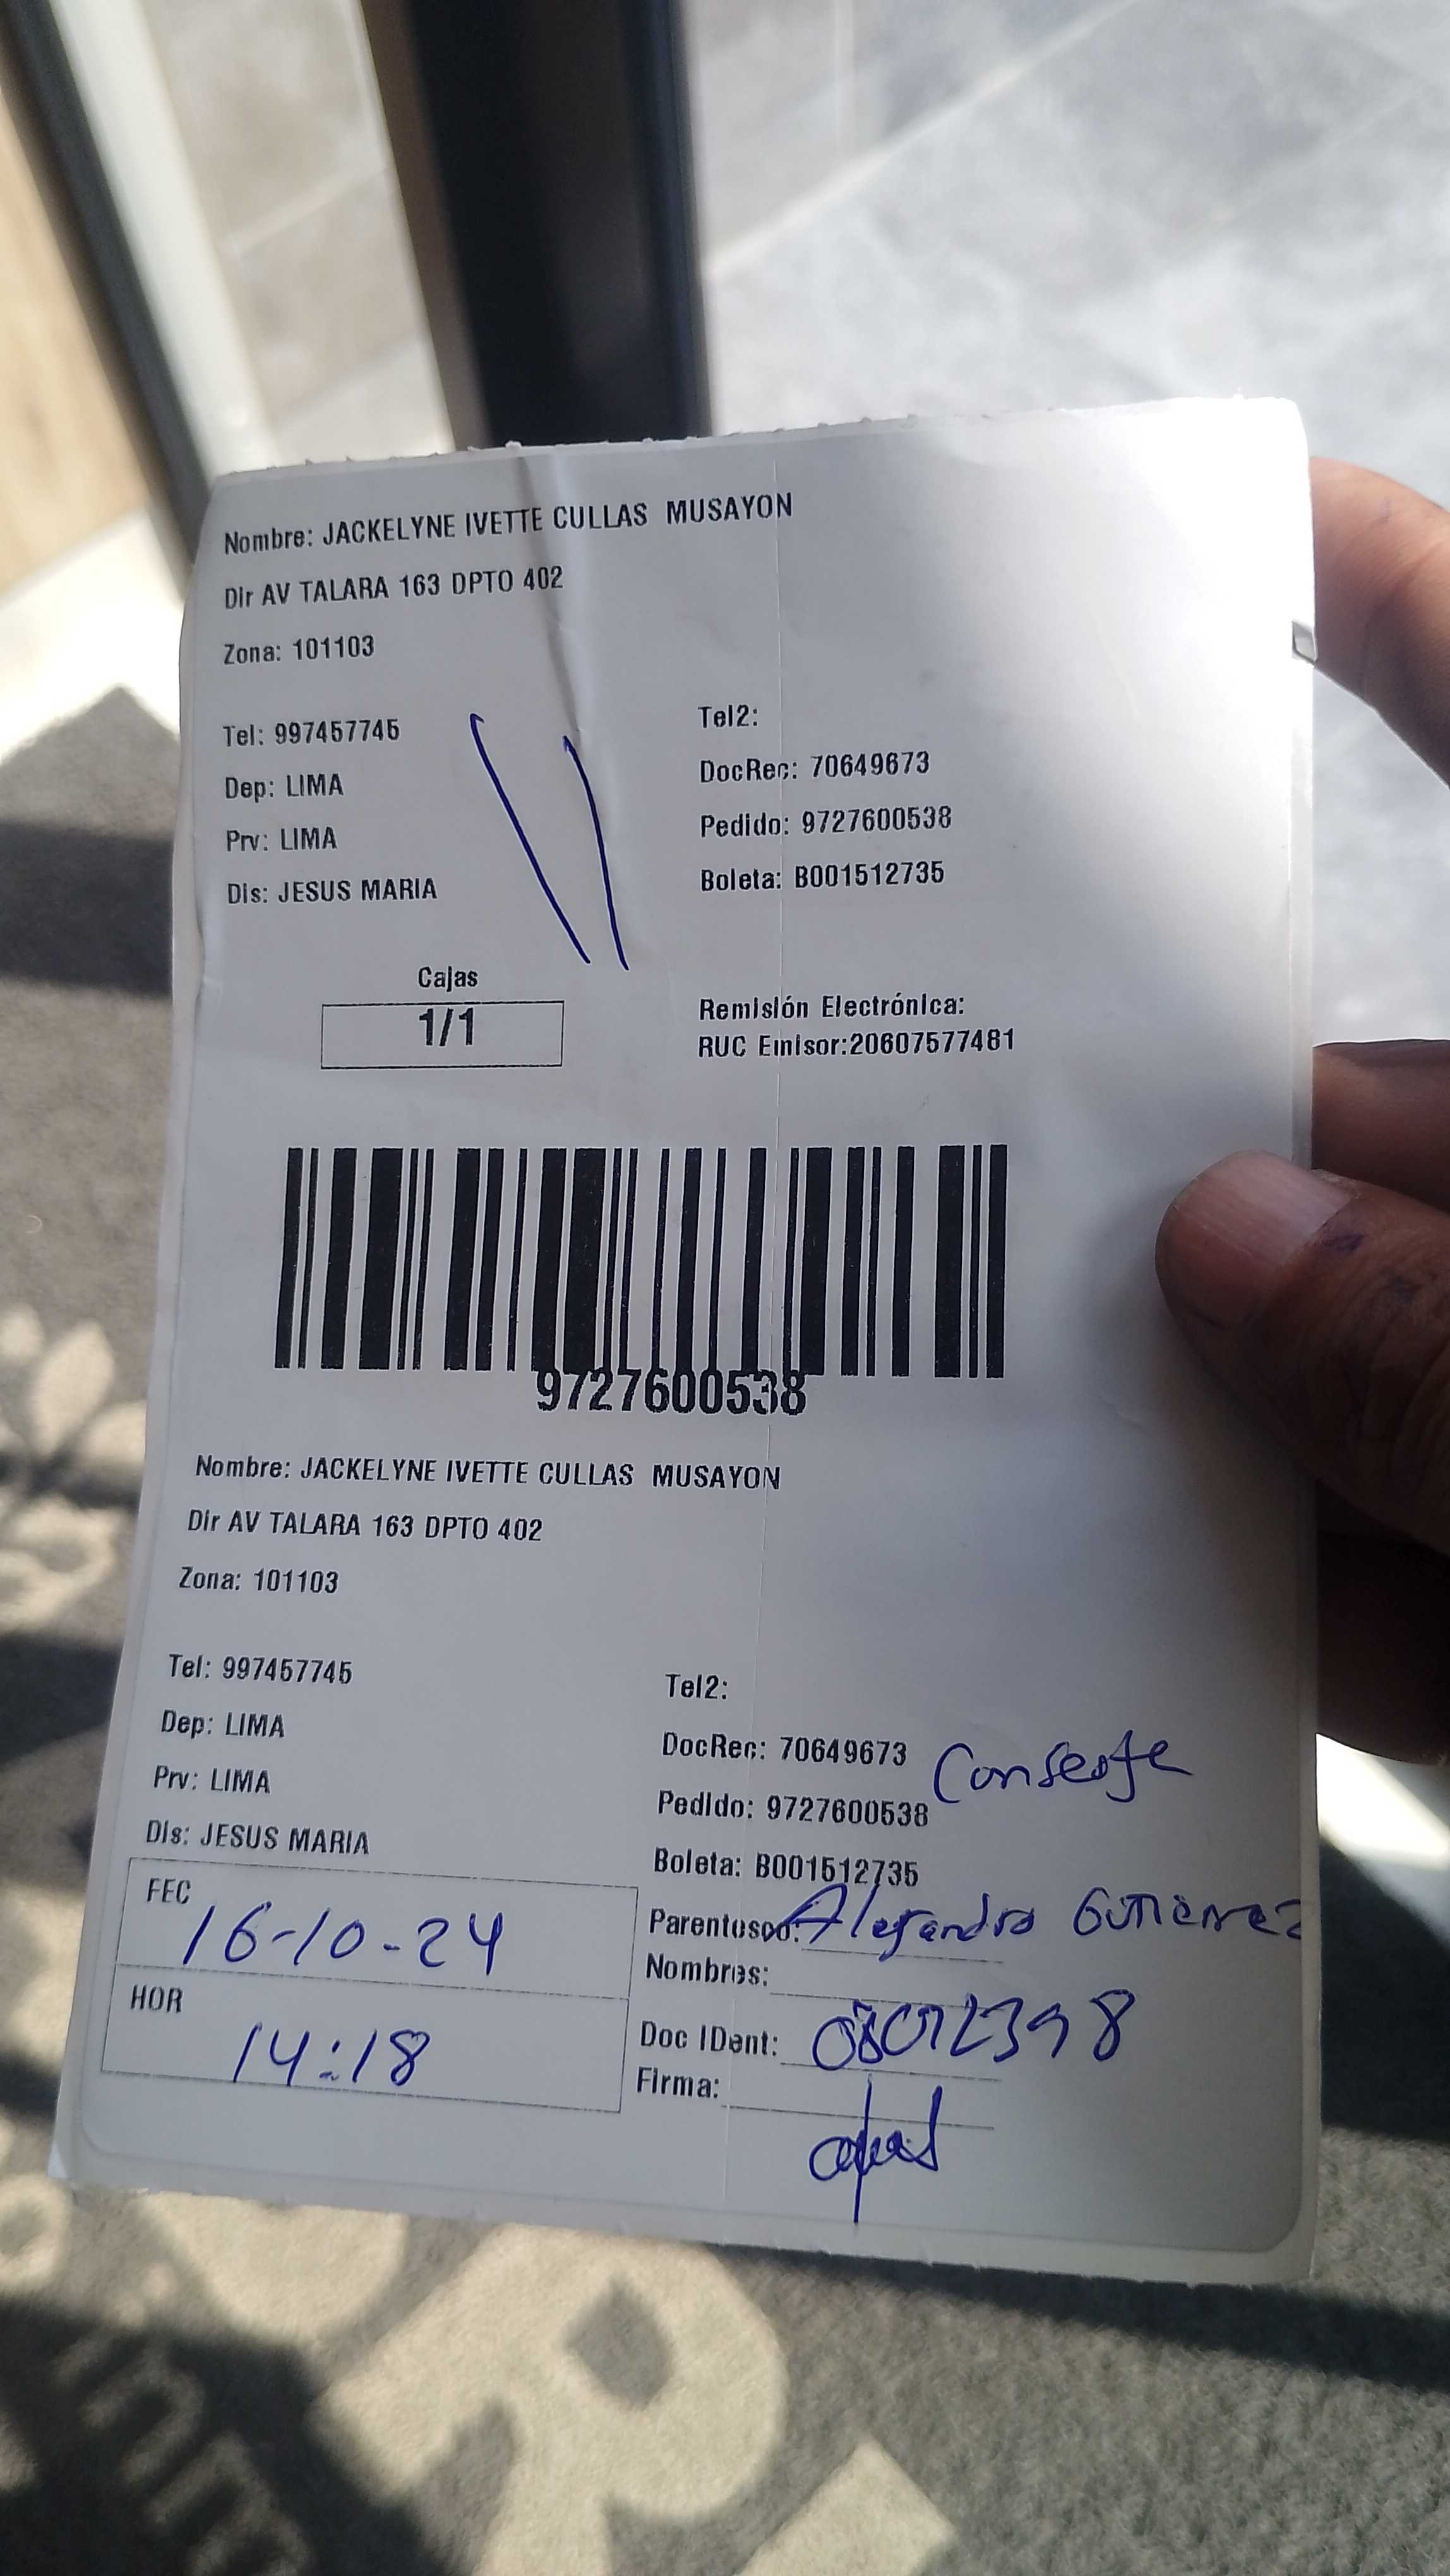 Nombre: JACKELYNE IVETTE CULLAS MUSAYON
Dir AV TALARA 163 DPTO 402
Zona: 101103
Tel: 997457745
Tel2:
Dep: LIMA
DocRec: 70649673
Prv: LIMA
Pedido: 9727600538
Dis: JESUS MARIA
Boleta: B001512735
Cajas
1/1
Remisión Electrónica:
RUC Emisor:20607577481
9727600538
Nombre: JACKELYNE IVETTE CULLAS MUSAYON
Dir AV TALARA 163 DPTO 402
Zona: 101103
Tel: 997457745
Tel2:
Dep: LIMA
DocRec: 70649673 Conserje
Prv: LIMA
Pedido: 9727600538
Dis: JESUS MARIA
Boleta: B001512735
FEC 16-10-24
Parentesco: Alejandro Gutierrez
Nombres:
HOR 14:18
Doc IDent:
Firma: